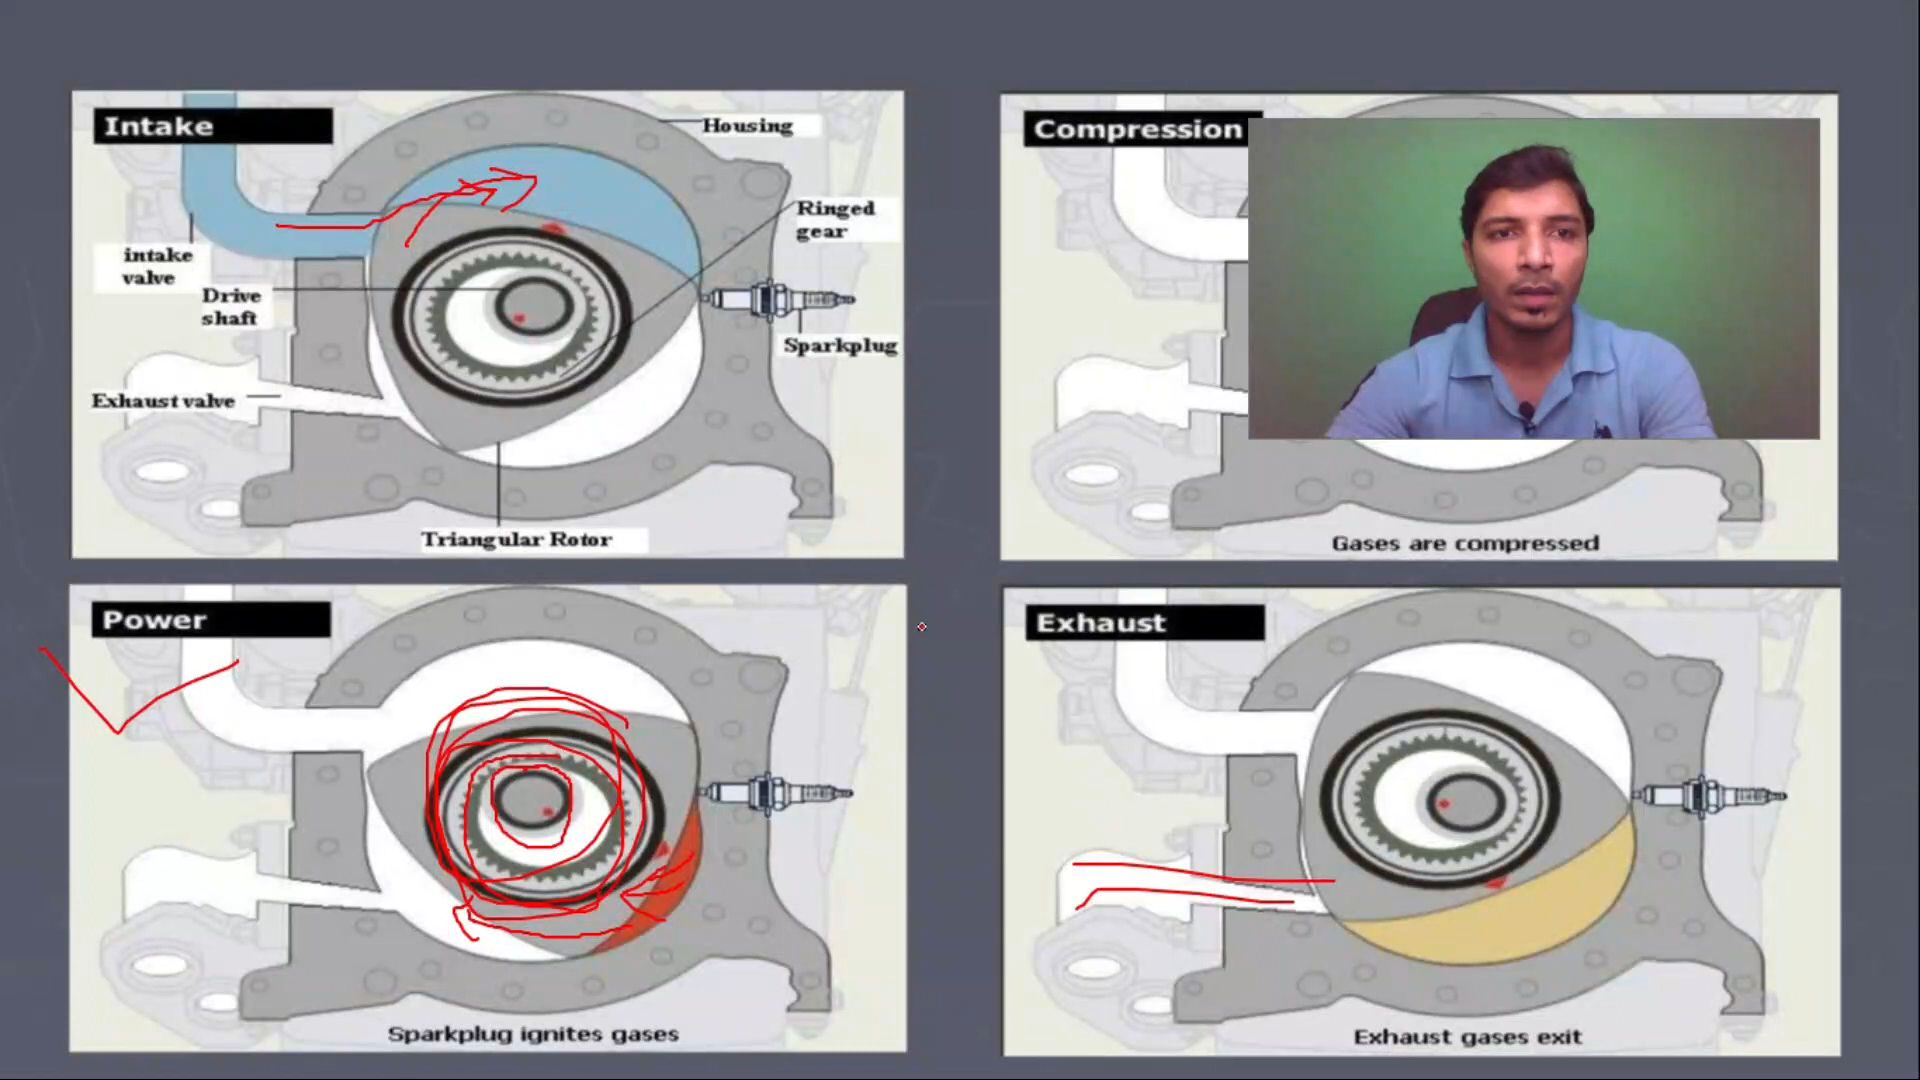 Intake
Housing
Ringed
gear
intake
valve
Drive
shaft
Sparkplug
Exhaust valve
Triangular Rotor
Compression
Gases are compressed
Power
Sparkplug ignites gases
Exhaust
Exhaust gases exit